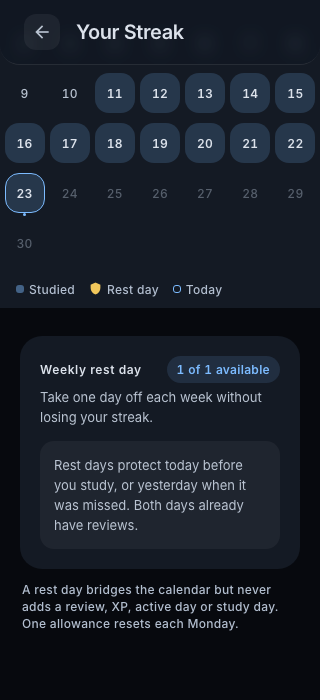 Your Streak
9 10 11 12 13 14 15
16 17 18 19 20 21 22
23 24 25 26 27 28 29
30
Studied Rest day Today
Weekly rest day 1 of 1 available
Take one day off each week without
losing your streak.
Rest days protect today before
you study, or yesterday when it
was missed. Both days already
have reviews.
A rest day bridges the calendar but never
adds a review, XP, active day or study day.
One allowance resets each Monday.